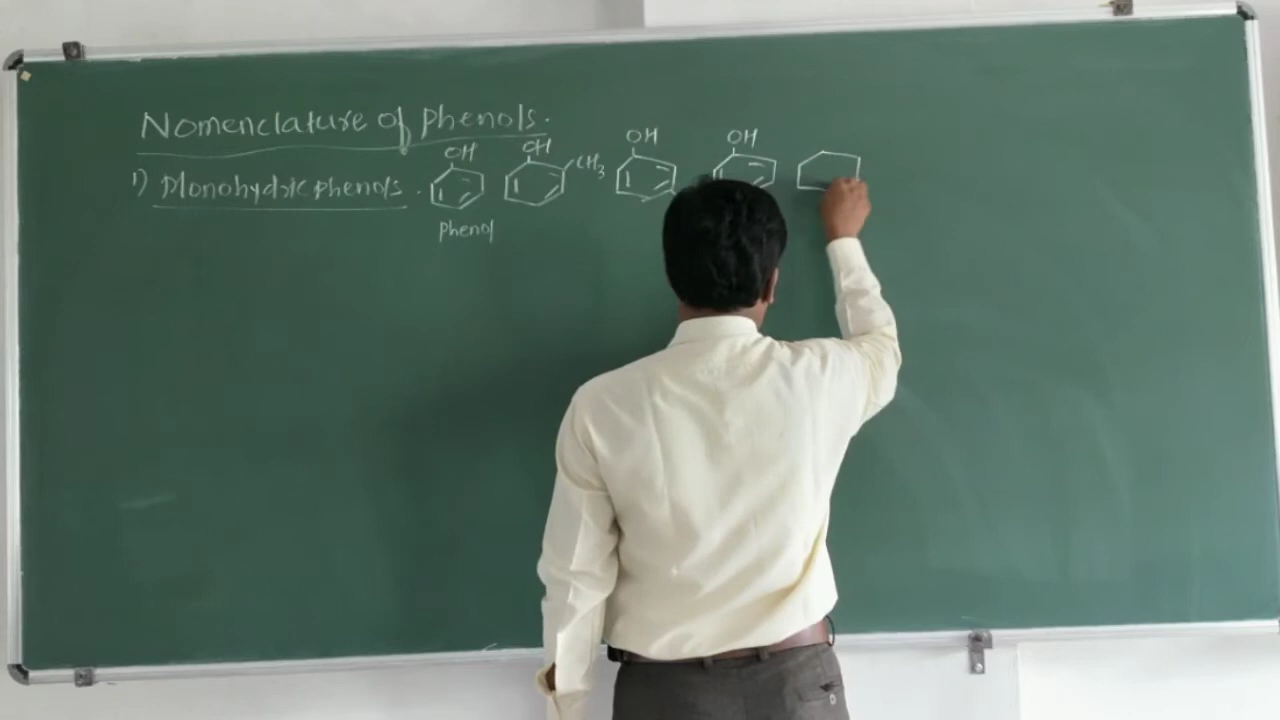 Nomenclature of phenols.
OH OH CH3 OH OH
1) Monohydric phenols.
Phenol